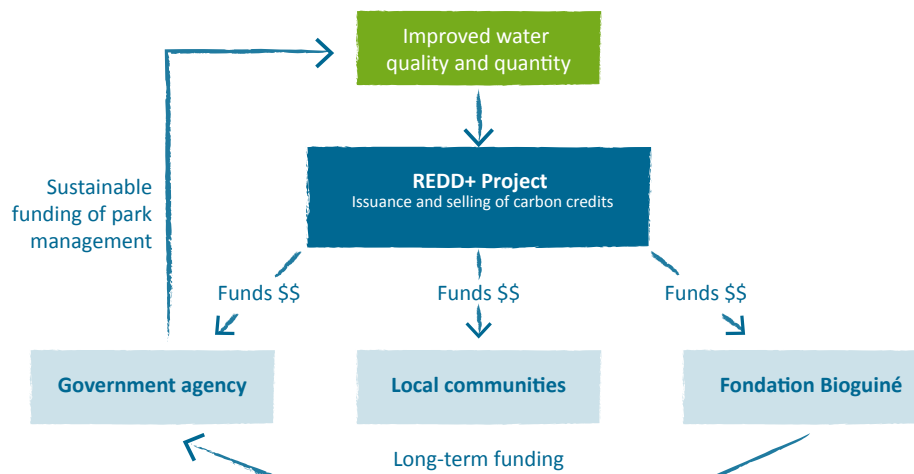 Improved water
quality and quantity
REDD+ Project
Issuance and selling of carbon credits
Sustainable
funding of park
management
Funds $$
Funds $$
Funds $$
Government agency
Local communities
Fondation Bioguiné
Long-term funding